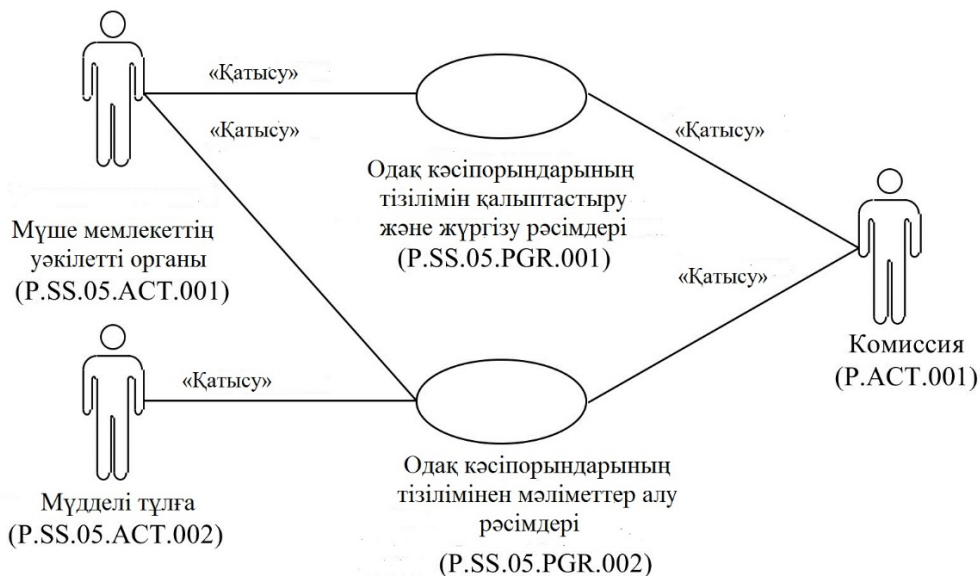 «Қатысу»
«Қатысу»
«Қатысу»
Одақ кәсіпорындарының
тізілімін қалыптастыру
және жүргізу рәсімдері
(P.SS.05.PGR.001)
Мүше мемлекеттің
уәкілетті органы
(P.SS.05.ACT.001)
«Қатысу»
Комиссия
(P.ACT.001)
«Қатысу»
Мүдделі тұлға
(P.SS.05.ACT.002)
Одақ кәсіпорындарының
тізілімінен мәліметтер алу
рәсімдері
(P.SS.05.PGR.002)